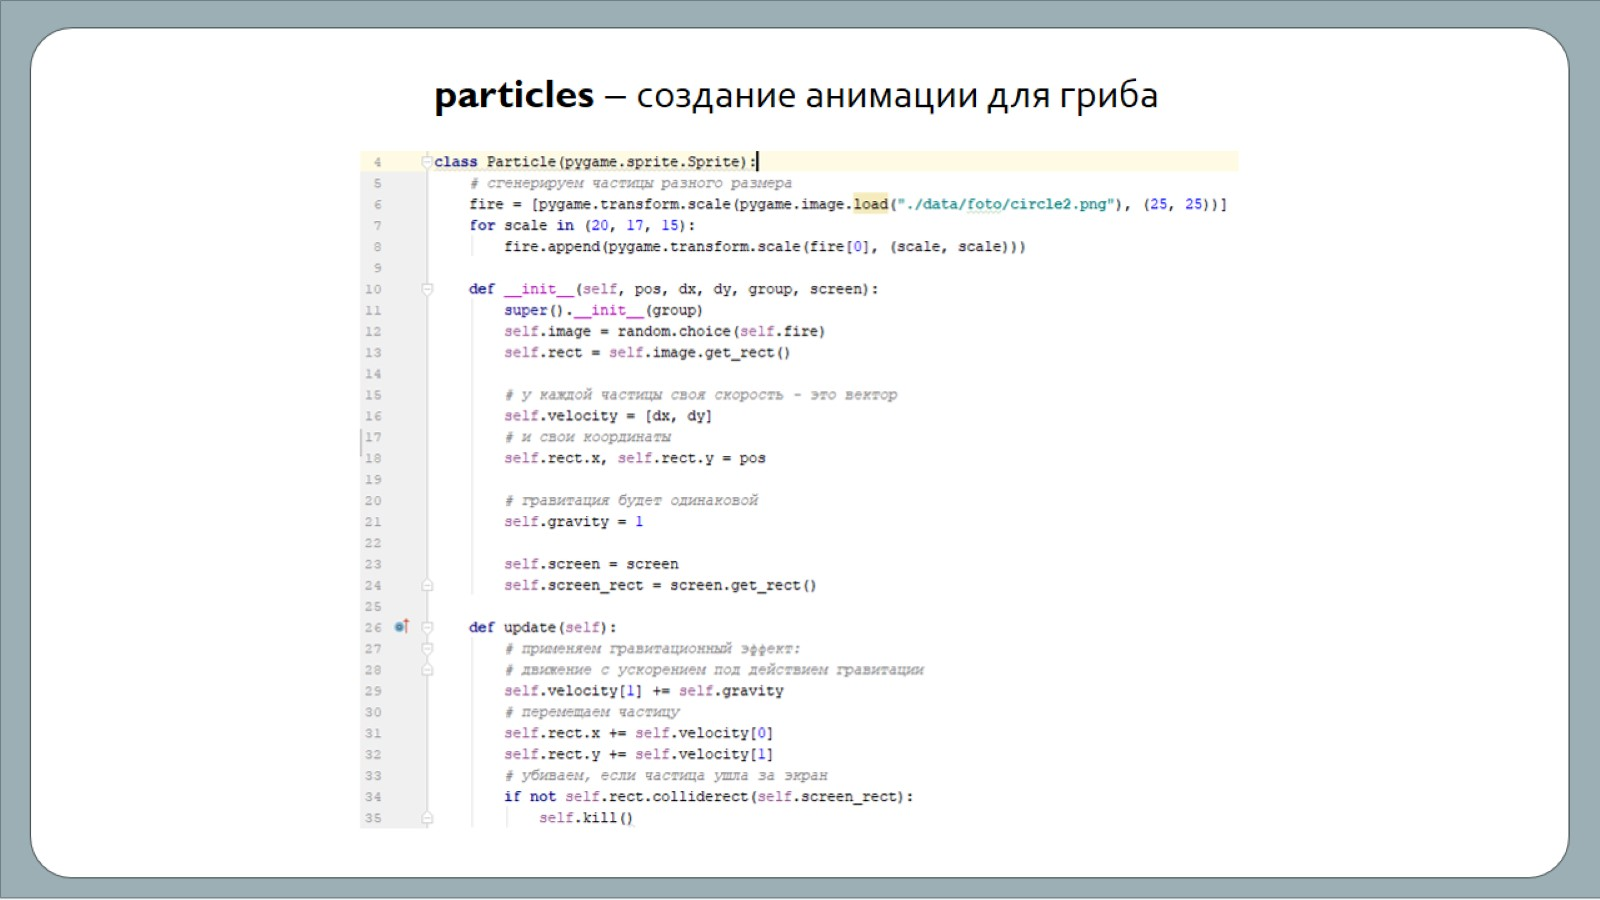 particles – создание анимации для гриба
4 class Particle(pygame.sprite.Sprite):
5     # сгенерируем частицы разного размера
6     fire = [pygame.transform.scale(pygame.image.load("./data/foto/circle2.png"), (25, 25))]
7     for scale in (20, 17, 15):
8         fire.append(pygame.transform.scale(fire[0], (scale, scale)))
9
10     def __init__(self, pos, dx, dy, group, screen):
11         super().__init__(group)
12         self.image = random.choice(self.fire)
13         self.rect = self.image.get_rect()
14
15         # у каждой частицы своя скорость - это вектор
16         self.velocity = [dx, dy]
17         # и свои координаты
18         self.rect.x, self.rect.y = pos
19
20         # гравитация будет одинаковой
21         self.gravity = 1
22
23         self.screen = screen
24         self.screen_rect = screen.get_rect()
25
26     def update(self):
27         # применяем гравитационный эффект:
28         # движение с ускорением под действием гравитации
29         self.velocity[1] += self.gravity
30         # перемещаем частицу
31         self.rect.x += self.velocity[0]
32         self.rect.y += self.velocity[1]
33         # убиваем, если частица ушла за экран
34         if not self.rect.colliderect(self.screen_rect):
35             self.kill()